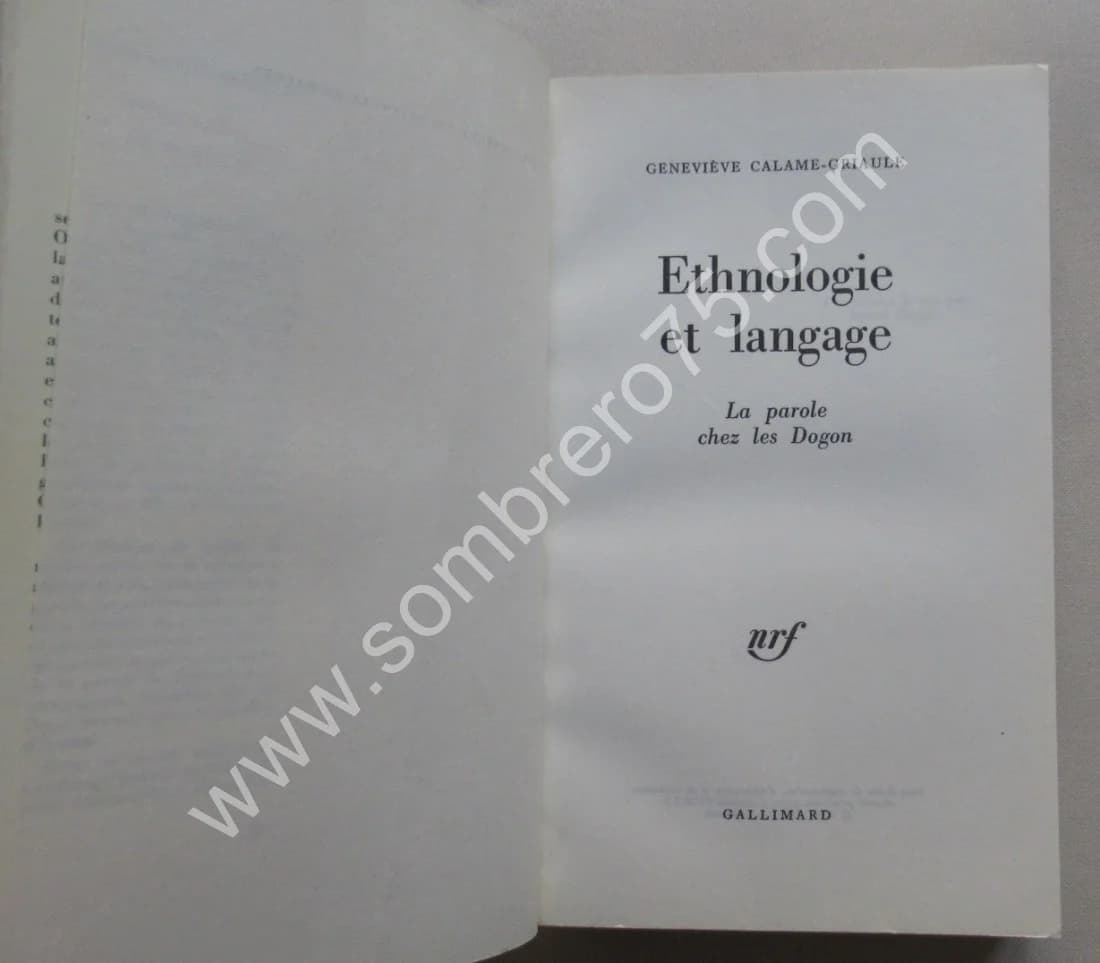 GENEVIÈVE CALAME-GRIAULE
Ethnologie
et langage
La parole
chez les Dogon
nrf
GALLIMARD
www.sombrero75.com